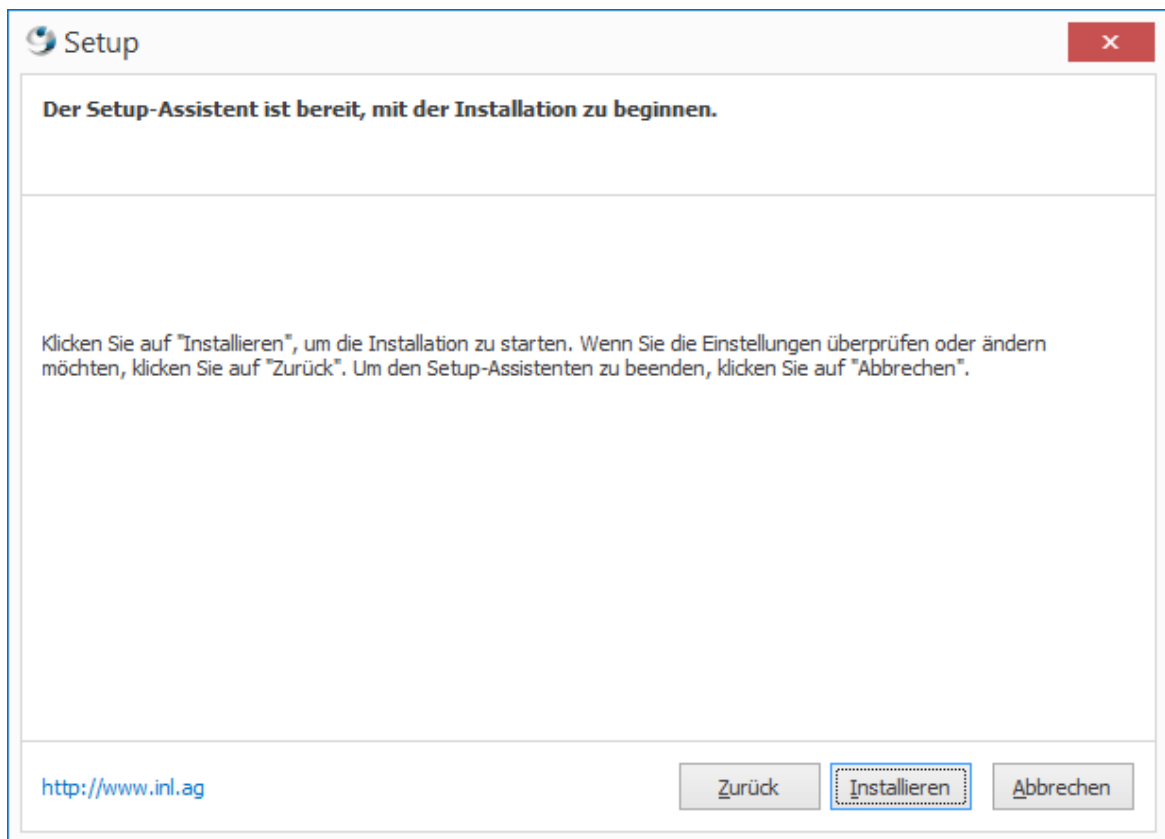 Setup
Der Setup-Assistent ist bereit, mit der Installation zu beginnen.
Klicken Sie auf "Installieren", um die Installation zu starten. Wenn Sie die Einstellungen überprüfen oder ändern
möchten, klicken Sie auf "Zurück". Um den Setup-Assistenten zu beenden, klicken Sie auf "Abbrechen".
http://www.inl.ag
Zurück
Installieren
Abbrechen